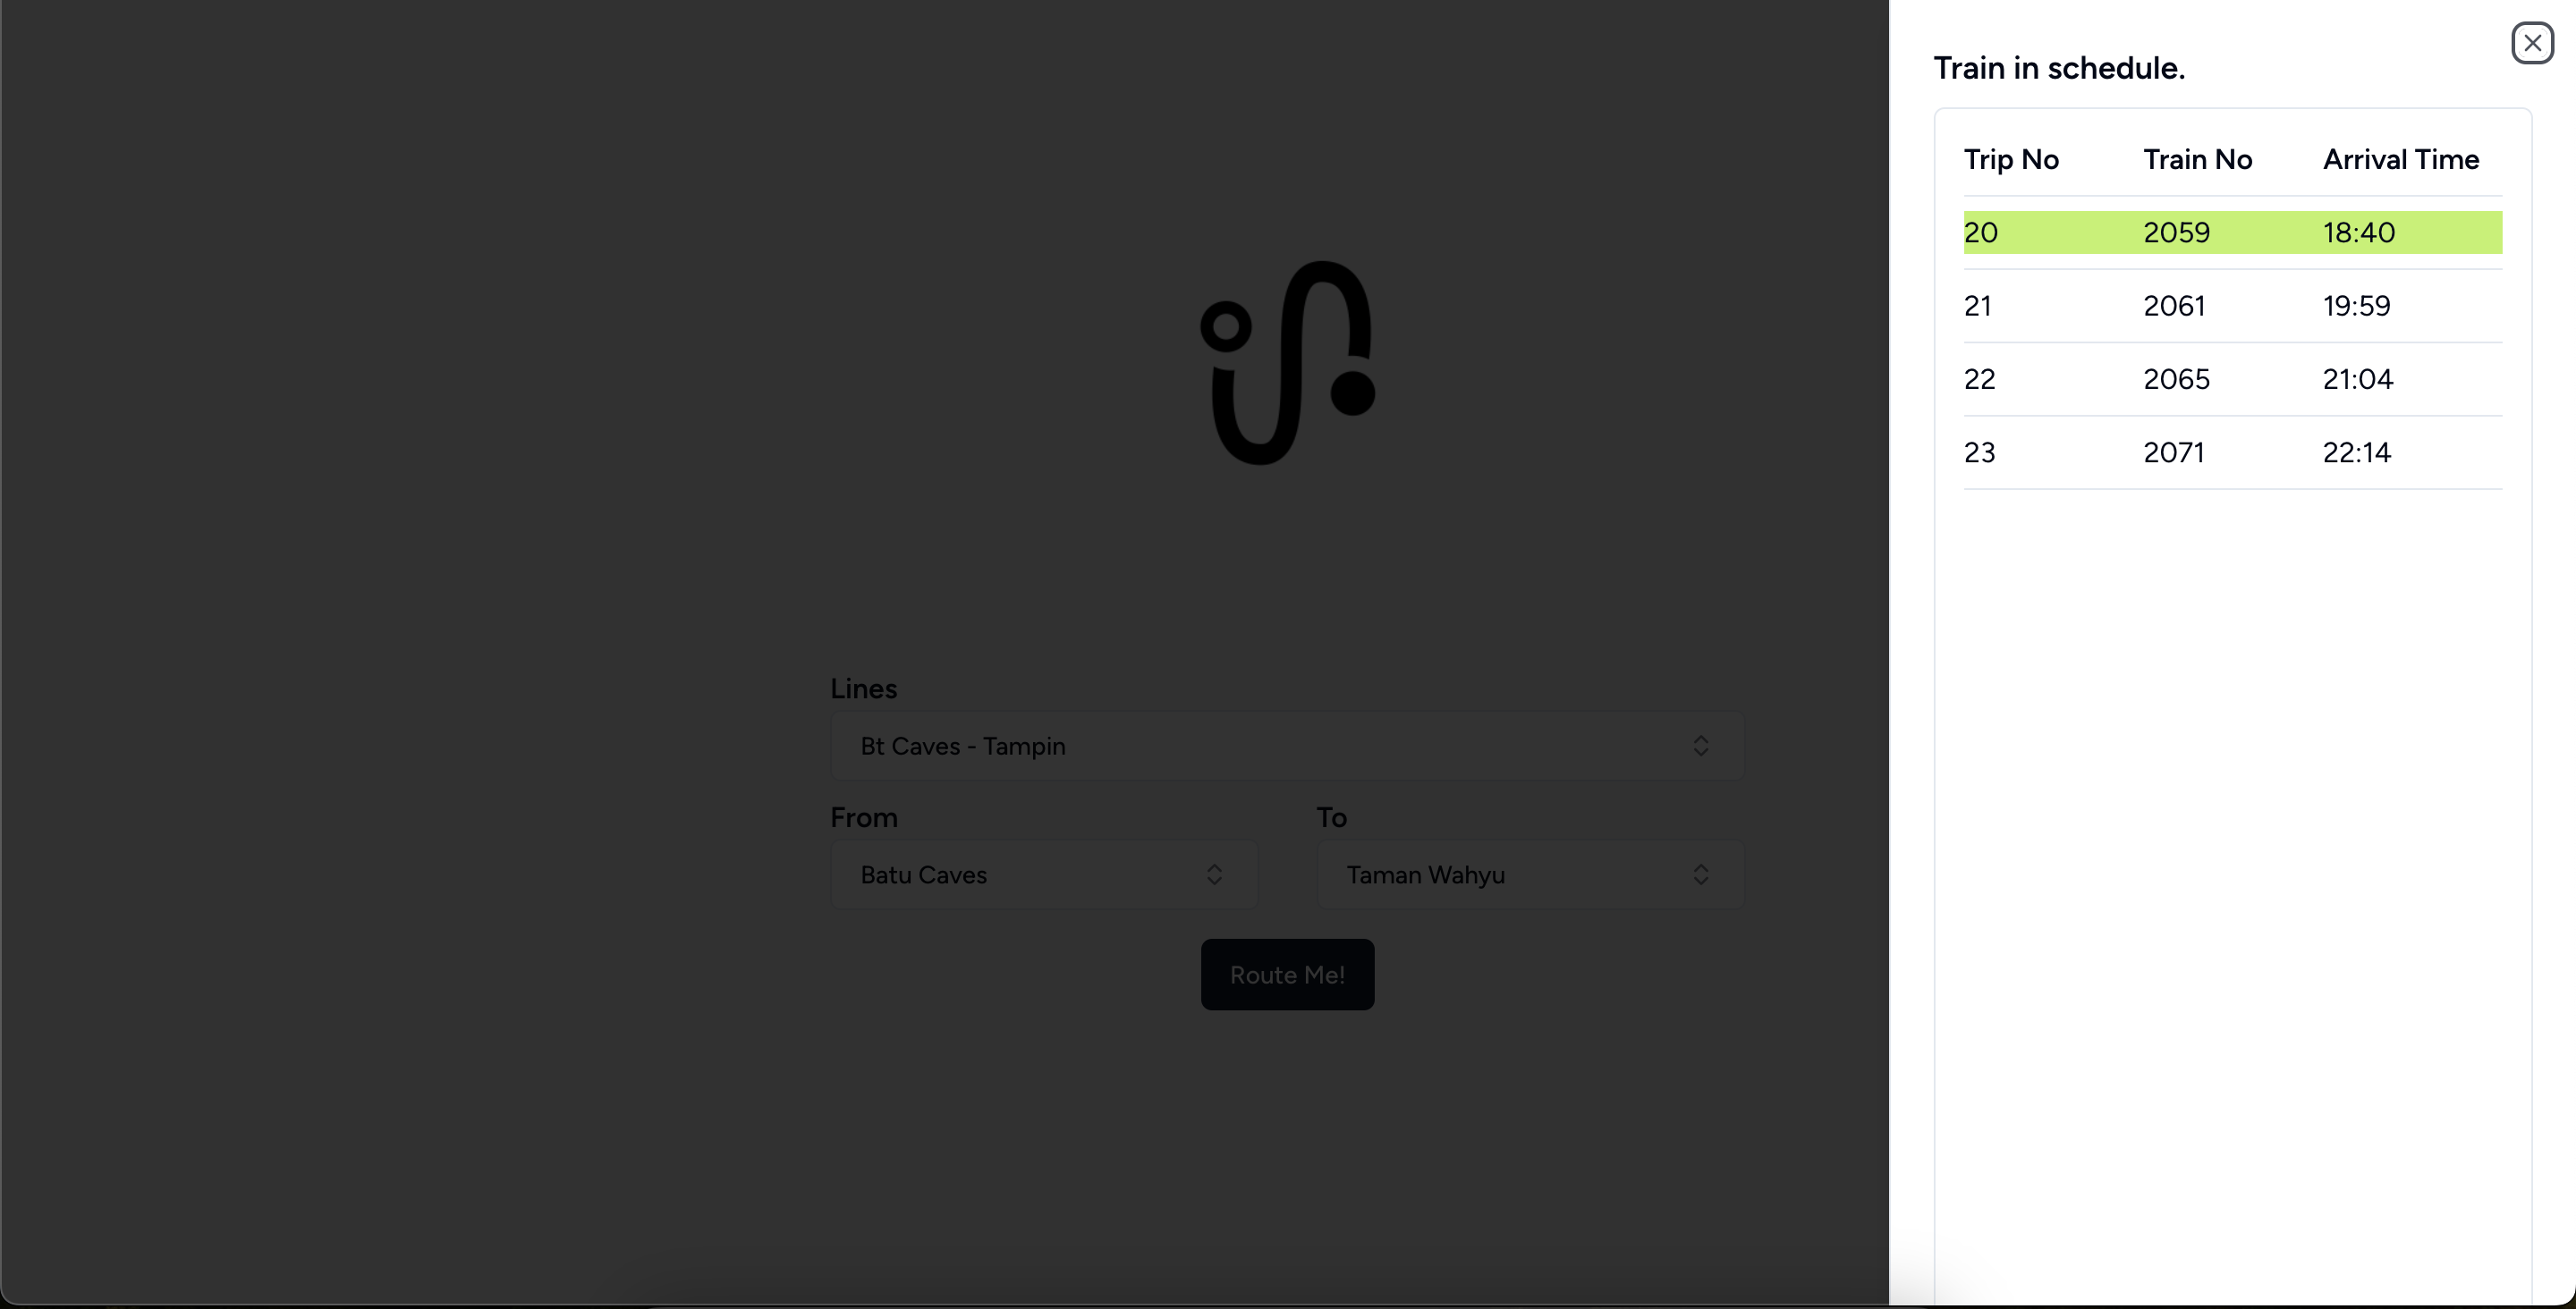 Train in schedule.
Trip No Train No Arrival Time
20 2059 18:40
21 2061 19:59
22 2065 21:04
23 2071 22:14
Lines
Bt Caves - Tampin
From To
Batu Caves Taman Wahyu
Route Me!